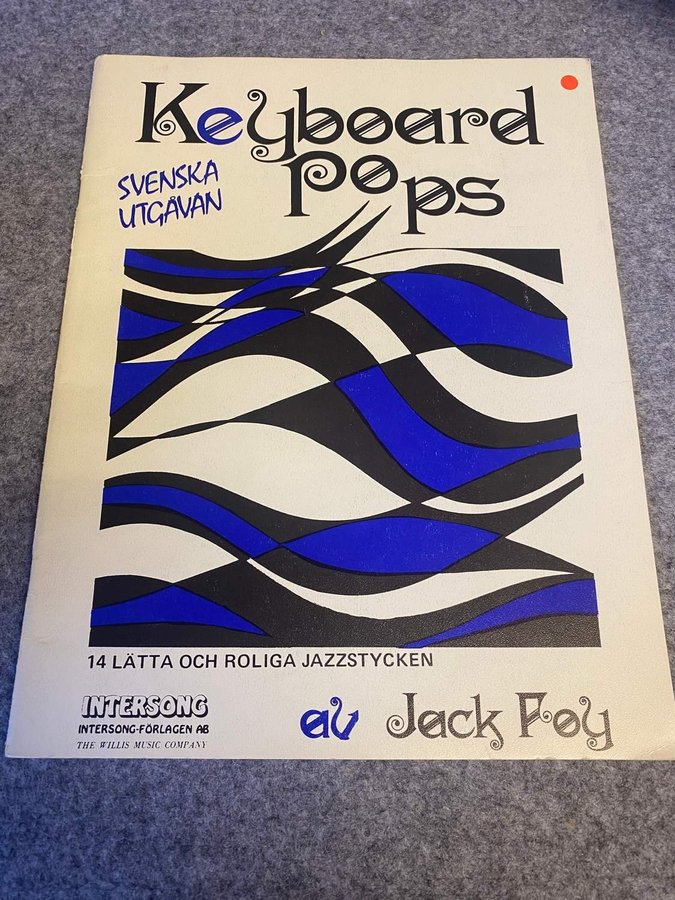 Keyboard
pops
SVENSKA
UTGÅVAN
14 LÄTTA OCH ROLIGA JAZZSTYCKEN
INTERSONG
INTERSONG-FÖRLAGEN AB
THE WILLIS MUSIC COMPANY
av Jack Foy